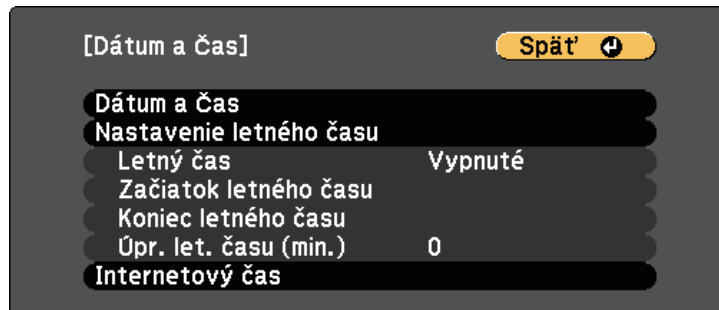 [Dátum a Čas]
Späť
Dátum a Čas
Nastavenie letného času
Letný čas Vypnuté
Začiatok letného času
Koniec letného času
Úpr. let. času (min.) 0
Internetový čas